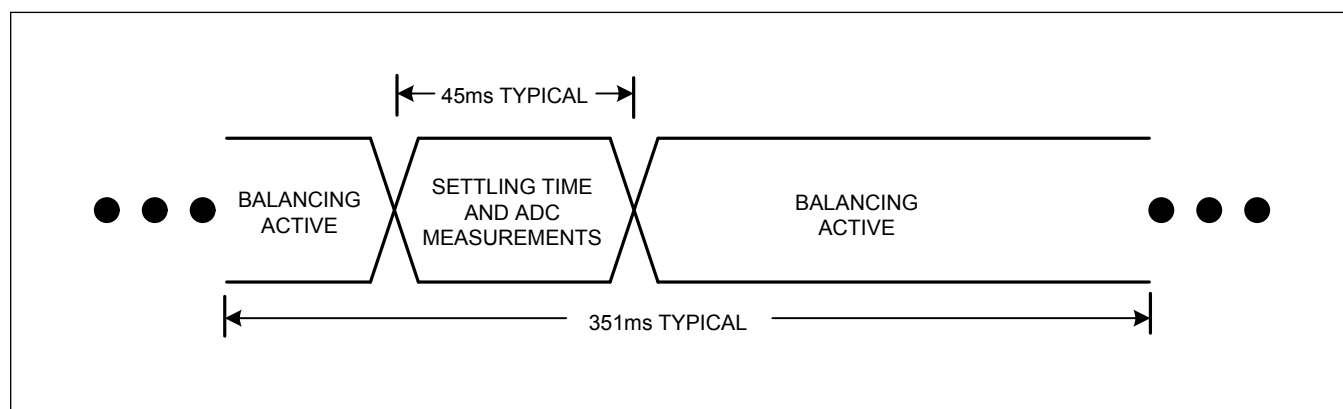 45ms TYPICAL
BALANCING
ACTIVE
SETTLING TIME
AND ADC
MEASUREMENTS
BALANCING
ACTIVE
351ms TYPICAL